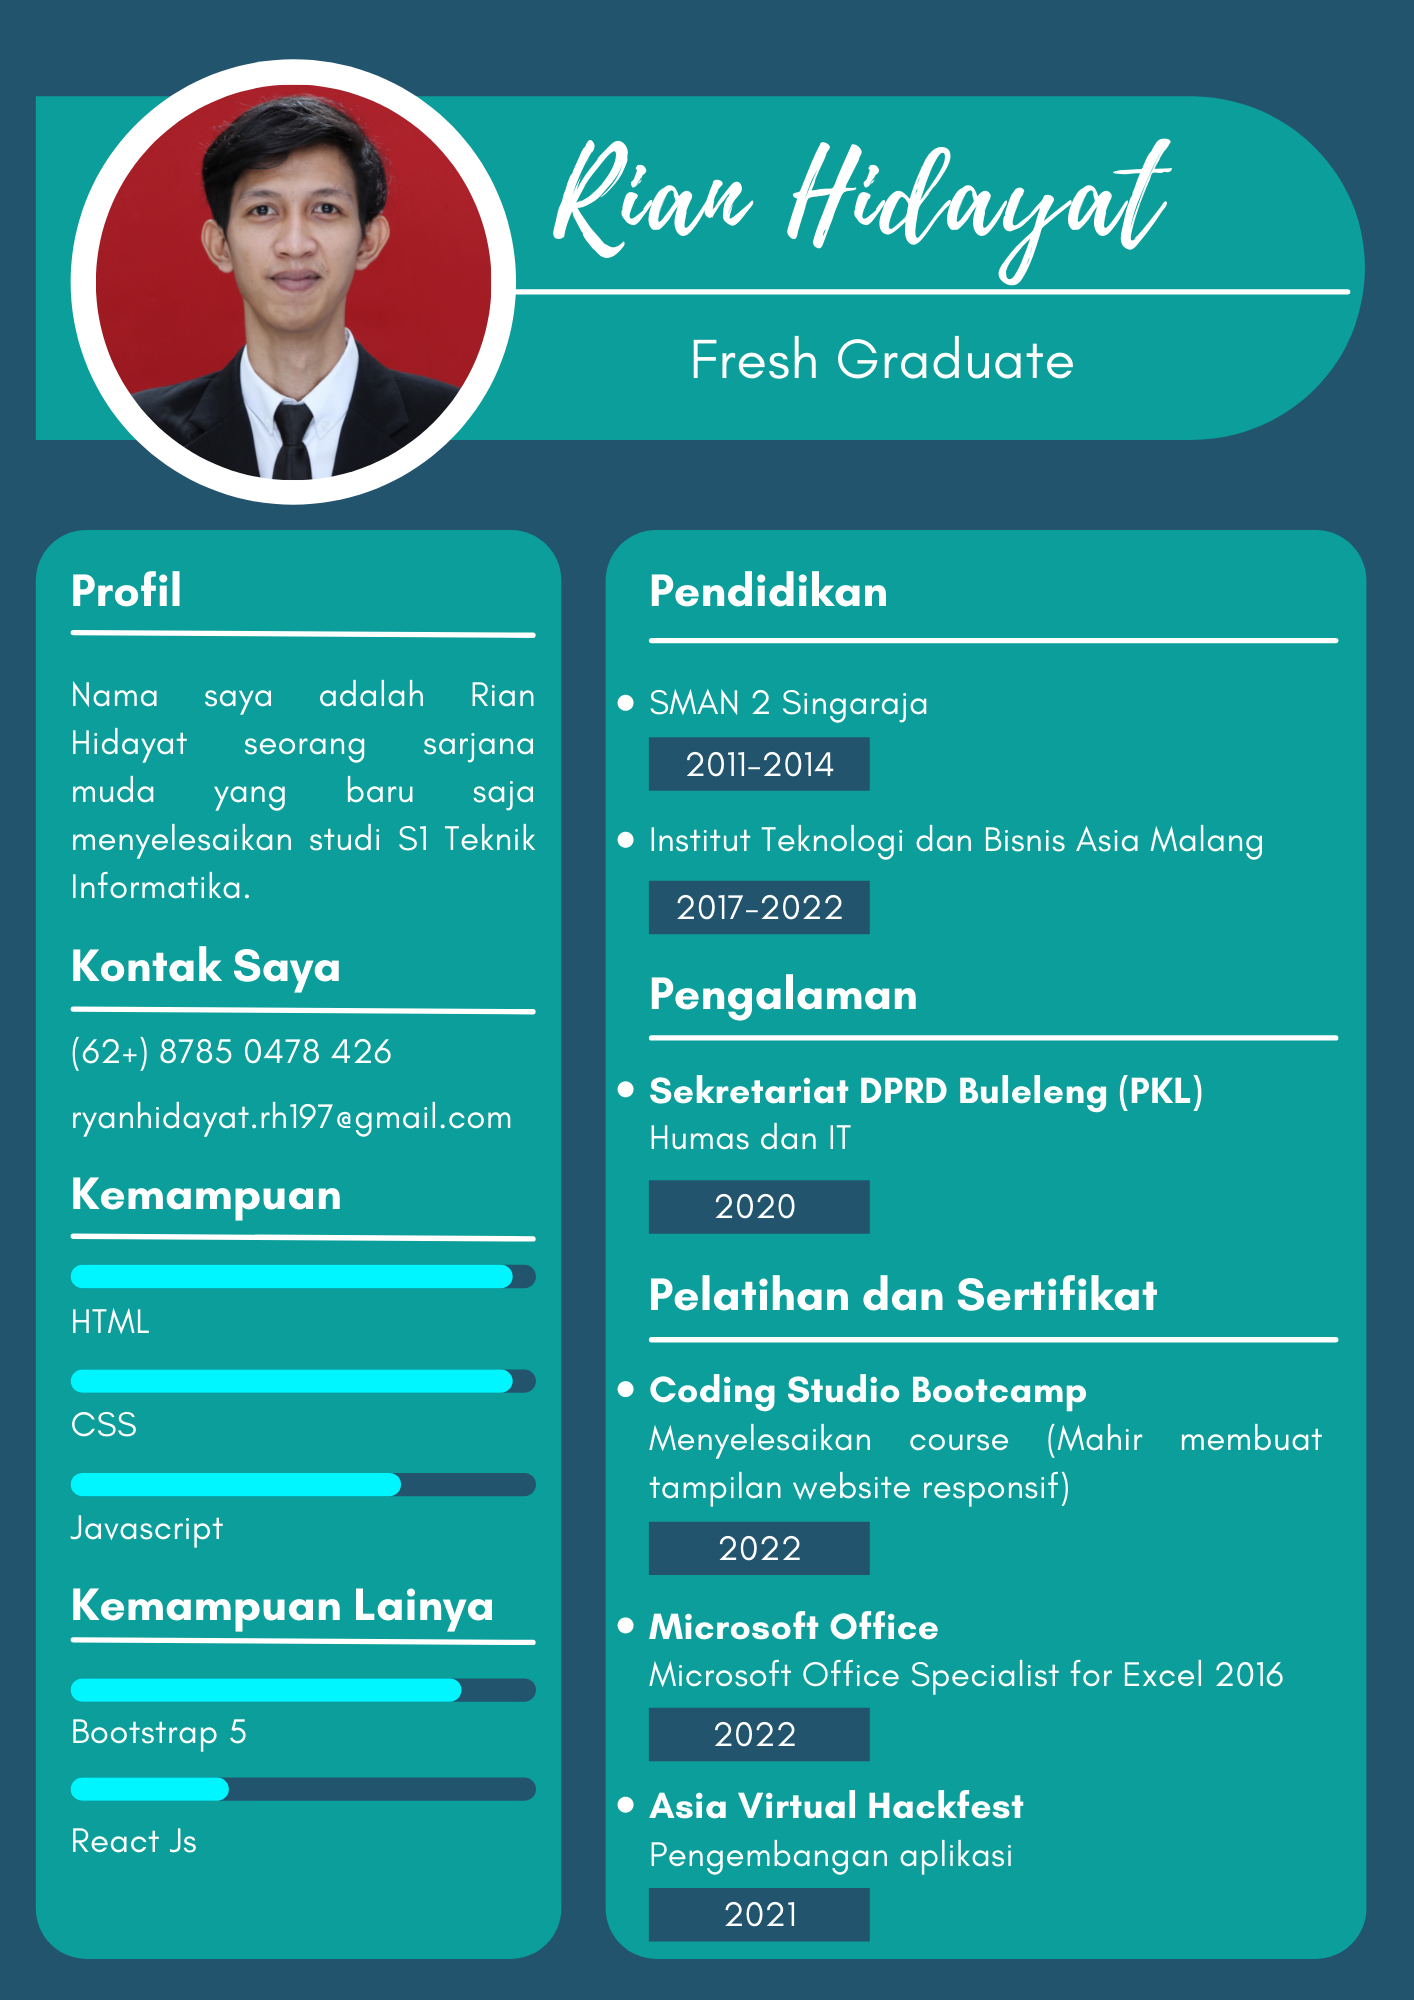 Rian Hidayat
Fresh Graduate
Profil
Nama saya adalah Rian
Hidayat seorang sarjana
muda yang baru saja
menyelesaikan studi S1 Teknik
Informatika.
Kontak Saya
(62+) 8785 0478 426
ryanhidayat.rh197@gmail.com
Kemampuan
HTML
CSS
Javascript
Kemampuan Lainya
Bootstrap 5
React Js
Pendidikan
SMAN 2 Singaraja
2011-2014
Institut Teknologi dan Bisnis Asia Malang
2017-2022
Pengalaman
Sekretariat DPRD Buleleng (PKL)
Humas dan IT
2020
Pelatihan dan Sertifikat
Coding Studio Bootcamp
Menyelesaikan course (Mahir membuat
tampilan website responsif)
2022
Microsoft Office
Microsoft Office Specialist for Excel 2016
2022
Asia Virtual Hackfest
Pengembangan aplikasi
2021